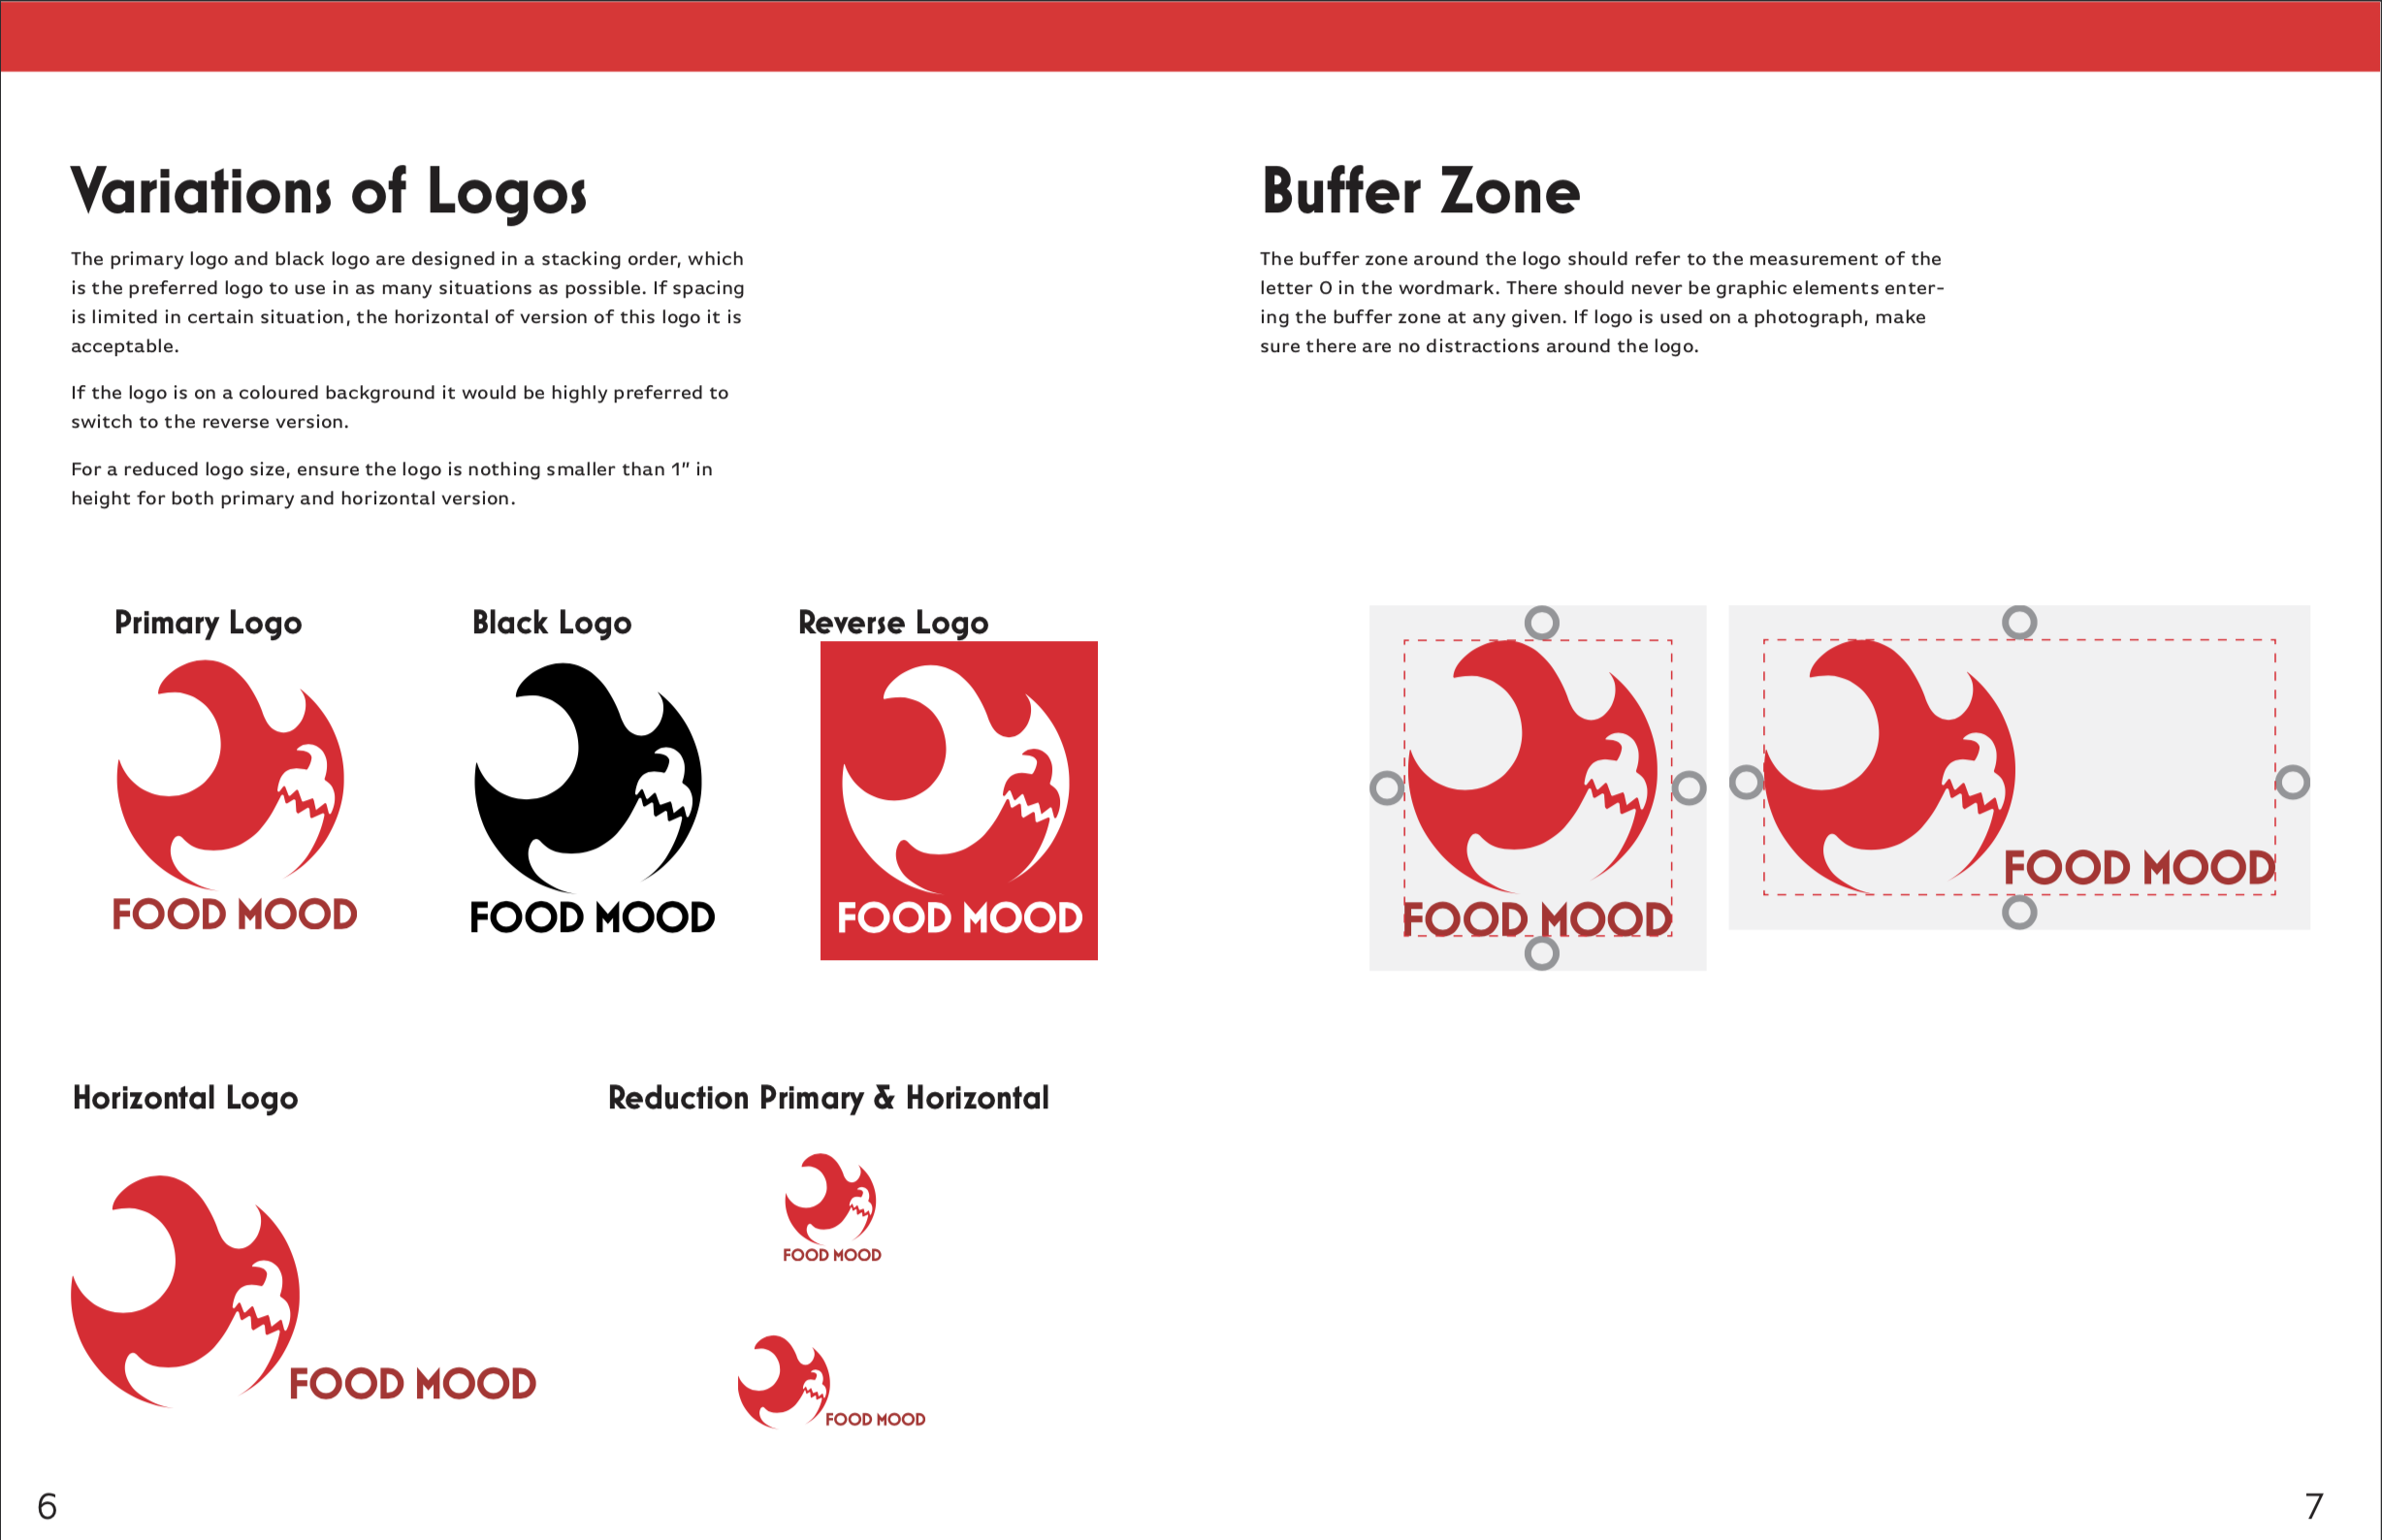 Variations of Logos
The primary logo and black logo are designed in a stacking order, which
is the preferred logo to use in as many situations as possible. If spacing
is limited in certain situation, the horizontal of version of this logo it is
acceptable.
If the logo is on a coloured background it would be highly preferred to
switch to the reverse version.
For a reduced logo size, ensure the logo is nothing smaller than 1” in
height for both primary and horizontal version.
Primary Logo
FOOD MOOD
Black Logo
FOOD MOOD
Reverse Logo
FOOD MOOD
Horizontal Logo
FOOD MOOD
Reduction Primary & Horizontal
FOOD MOOD
FOOD MOOD
6
Buffer Zone
The buffer zone around the logo should refer to the measurement of the
letter O in the wordmark. There should never be graphic elements enter-
ing the buffer zone at any given. If logo is used on a photograph, make
sure there are no distractions around the logo.
FOOD MOOD
FOOD MOOD
7